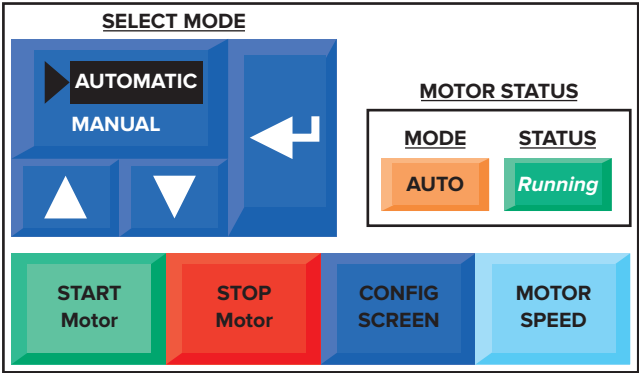 SELECT MODE
AUTOMATIC
MANUAL
MOTOR STATUS
MODE STATUS
AUTO Running
START Motor
STOP Motor
CONFIG SCREEN
MOTOR SPEED